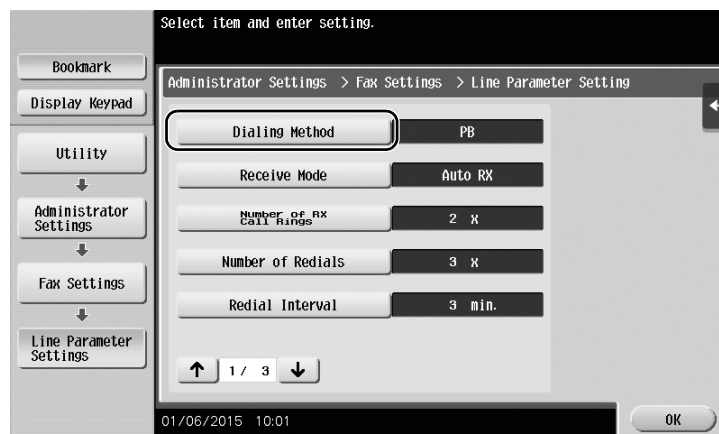 Select item and enter setting.
Bookmark
Display Keypad
Utility
Administrator
Settings
Fax Settings
Line Parameter
Settings
Administrator Settings > Fax Settings > Line Parameter Setting
Dialing Method PB
Receive Mode Auto RX
Number of RX
Call Rings 2 X
Number of Redials 3 X
Redial Interval 3 min.
1/ 3
01/06/2015 10:01
OK